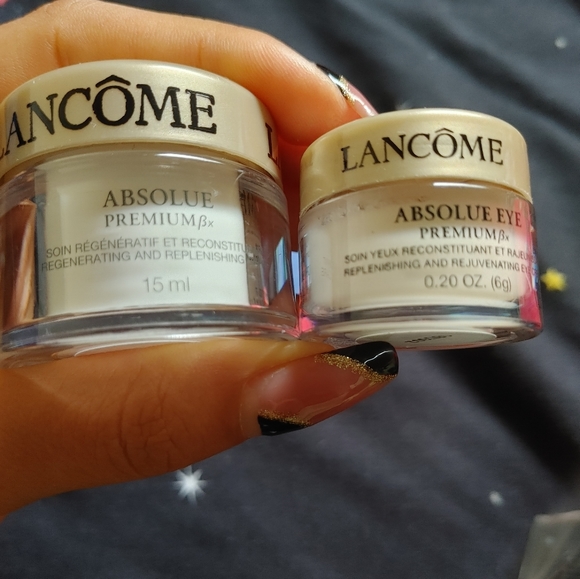 LANCÔME
ABSOLUE
PREMIUM βx
SOIN RÉGÉNÉRATIF ET
REGENERATING AND REPLENISHING
15 ml
LANCÔME
ABSOLUE EYE
PREMIUM βx
SOIN YEUX RECONSTITUANT ET
REPLENISHING AND REJUVENATING
0.20 OZ. (6g)